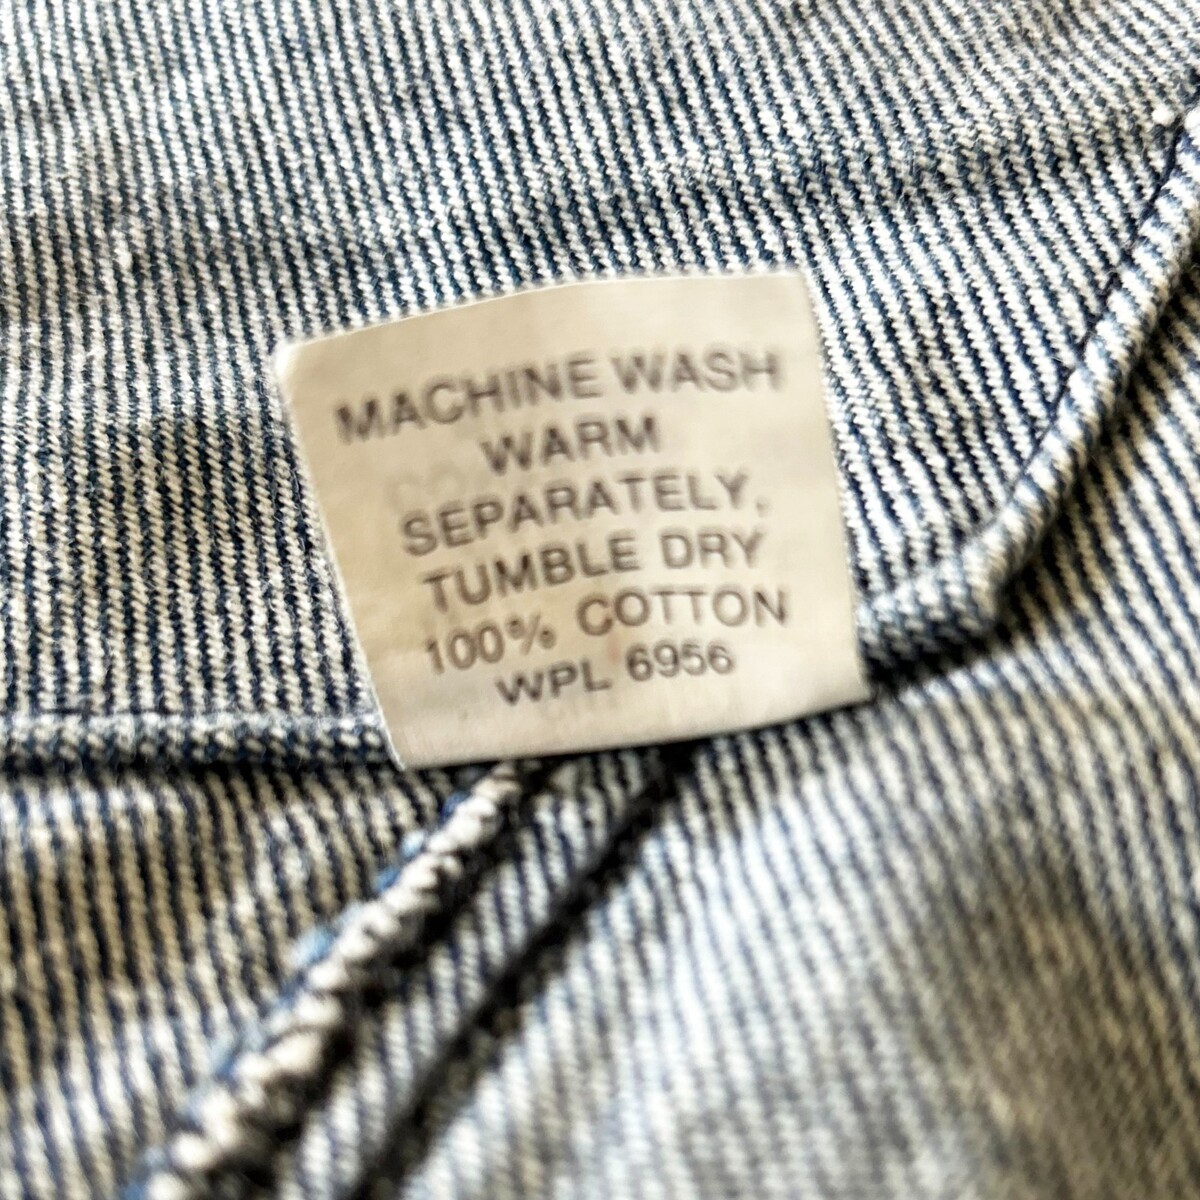 MACHINE WASH
WARM
SEPARATELY,
TUMBLE DRY
100% COTTON
WPL 6956